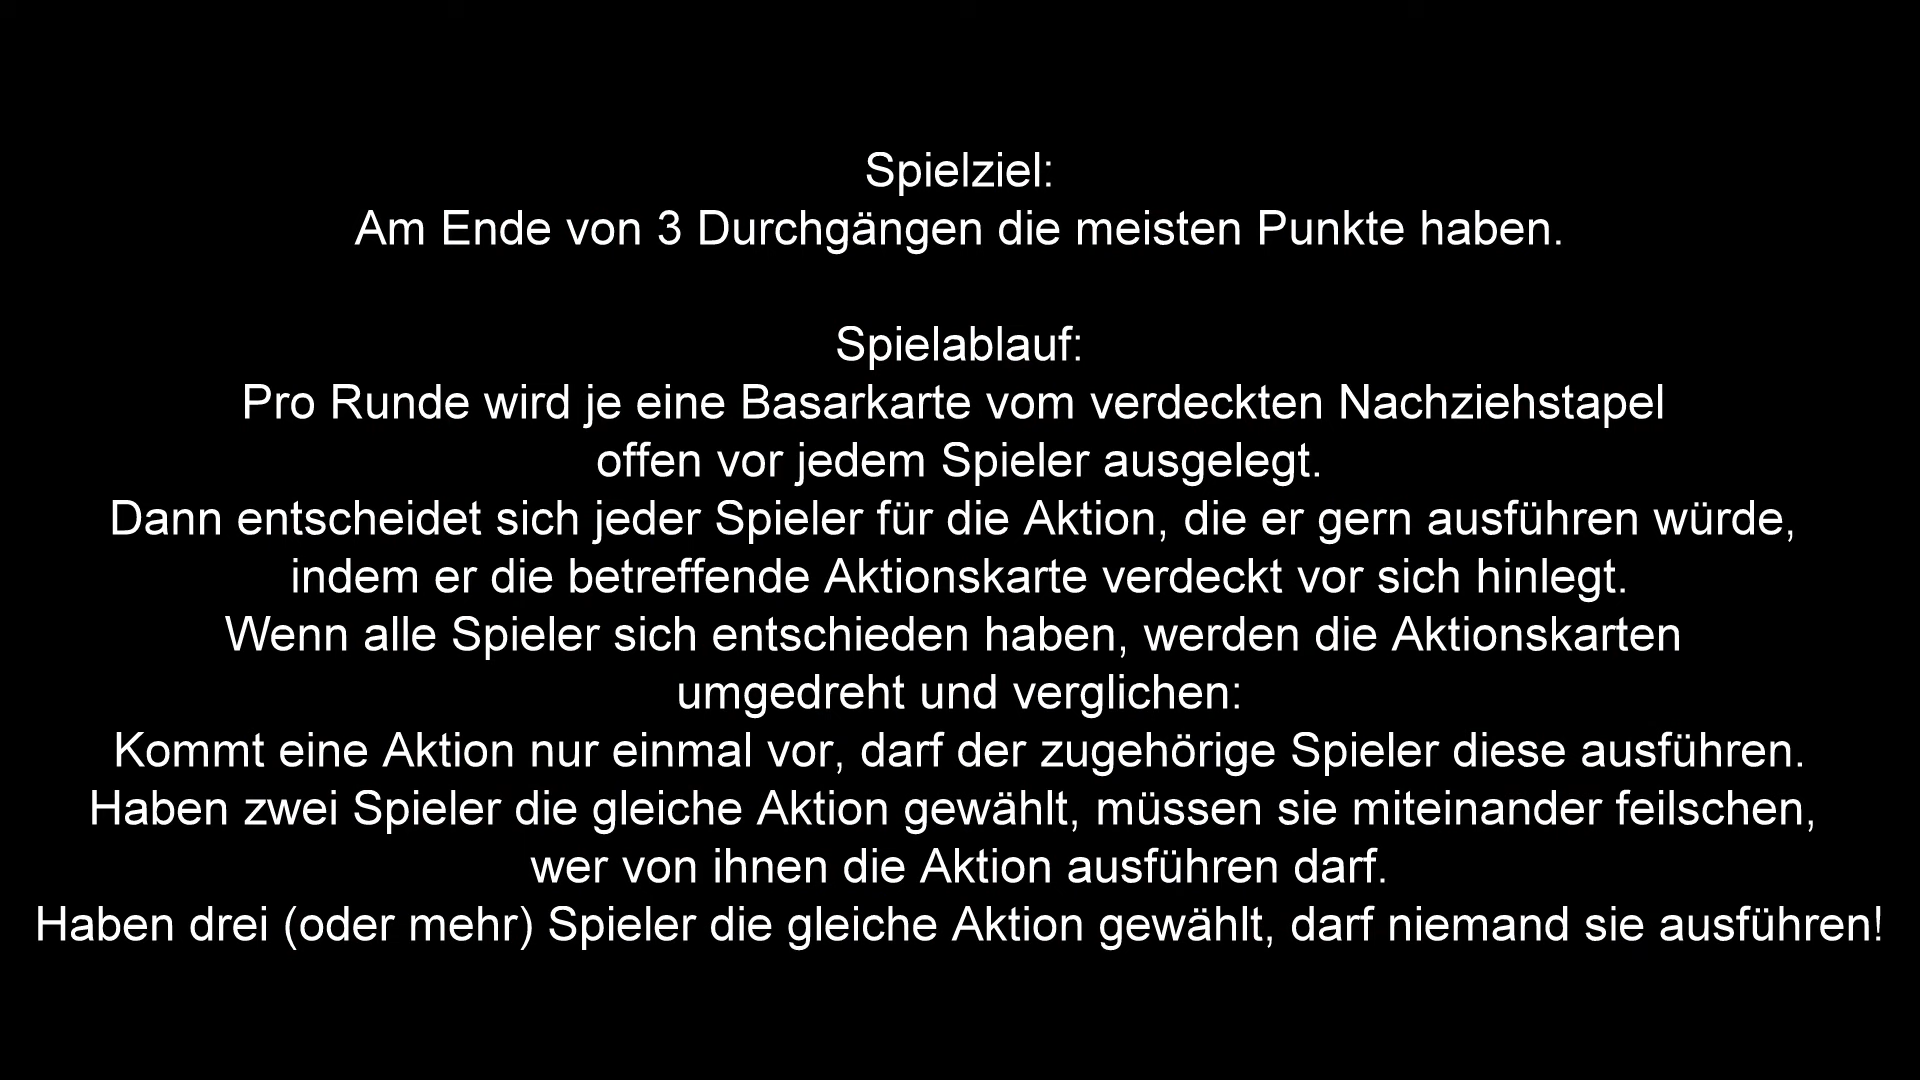 Spielziel:
Am Ende von 3 Durchgängen die meisten Punkte haben.
Spielablauf:
Pro Runde wird je eine Basarkarte vom verdeckten Nachziehstapel
offen vor jedem Spieler ausgelegt.
Dann entscheidet sich jeder Spieler für die Aktion, die er gern ausführen würde,
indem er die betreffende Aktionskarte verdeckt vor sich hinlegt.
Wenn alle Spieler sich entschieden haben, werden die Aktionskarten
umgedreht und verglichen:
Kommt eine Aktion nur einmal vor, darf der zugehörige Spieler diese ausführen.
Haben zwei Spieler die gleiche Aktion gewählt, müssen sie miteinander feilschen,
wer von ihnen die Aktion ausführen darf.
Haben drei (oder mehr) Spieler die gleiche Aktion gewählt, darf niemand sie ausführen!